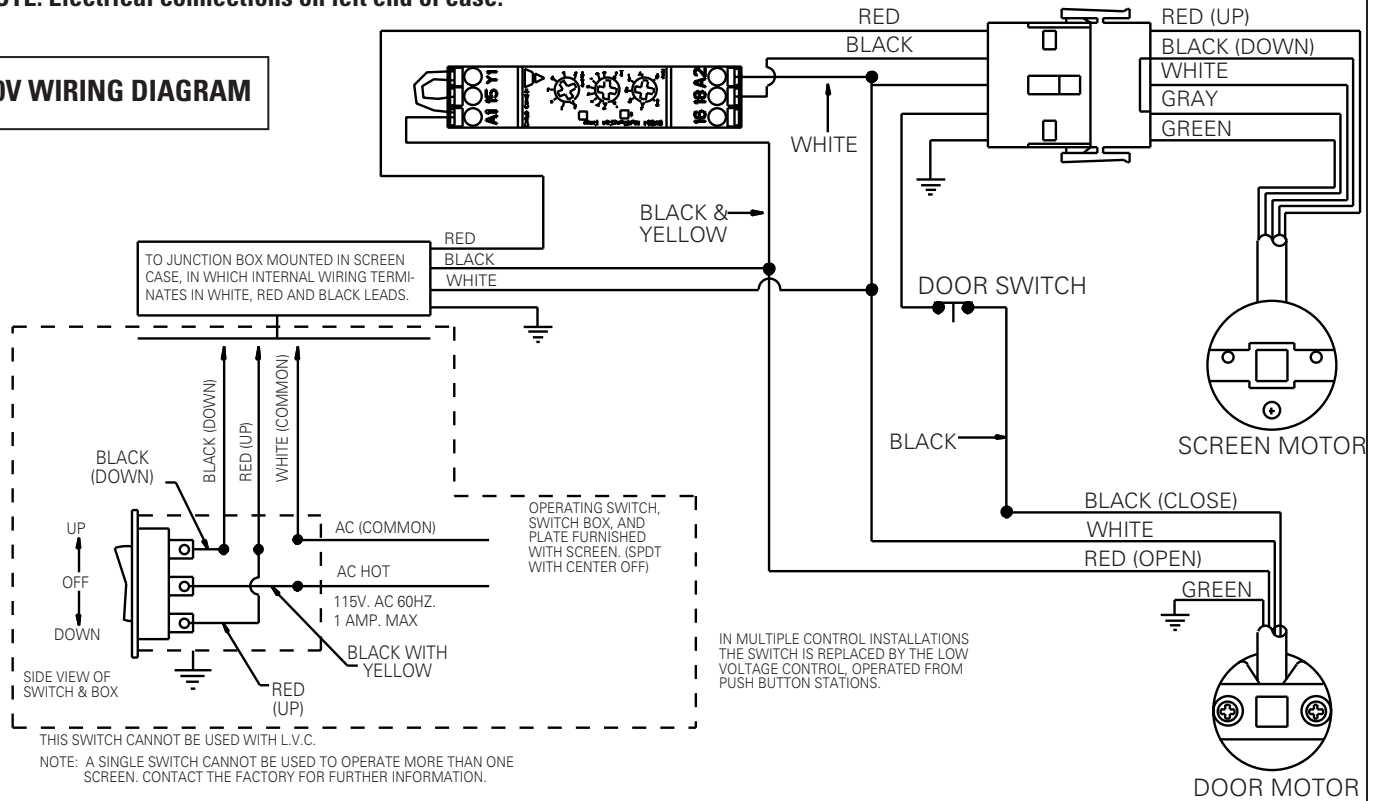 NOTE: Electrical connections on left end of case.
0V WIRING DIAGRAM
RED
BLACK
RED (UP)
BLACK (DOWN)
WHITE
GRAY
GREEN
A1 15 Y1
16 18 A2
WHITE
BLACK &
YELLOW
RED
BLACK
WHITE
TO JUNCTION BOX MOUNTED IN SCREEN
CASE, IN WHICH INTERNAL WIRING TERMI-
NATES IN WHITE, RED AND BLACK LEADS.
DOOR SWITCH
SCREEN MOTOR
BLACK
BLACK (DOWN)
RED (UP)
WHITE (COMMON)
BLACK
(DOWN)
UP
OFF
DOWN
AC (COMMON)
AC HOT
115V. AC 60HZ.
1 AMP. MAX
BLACK WITH
YELLOW
RED
(UP)
SIDE VIEW OF
SWITCH & BOX
OPERATING SWITCH,
SWITCH BOX, AND
PLATE FURNISHED
WITH SCREEN. (SPDT
WITH CENTER OFF)
BLACK (CLOSE)
WHITE
RED (OPEN)
GREEN
IN MULTIPLE CONTROL INSTALLATIONS
THE SWITCH IS REPLACED BY THE LOW
VOLTAGE CONTROL, OPERATED FROM
PUSH BUTTON STATIONS.
DOOR MOTOR
THIS SWITCH CANNOT BE USED WITH L.V.C.
NOTE: A SINGLE SWITCH CANNOT BE USED TO OPERATE MORE THAN ONE
SCREEN. CONTACT THE FACTORY FOR FURTHER INFORMATION.